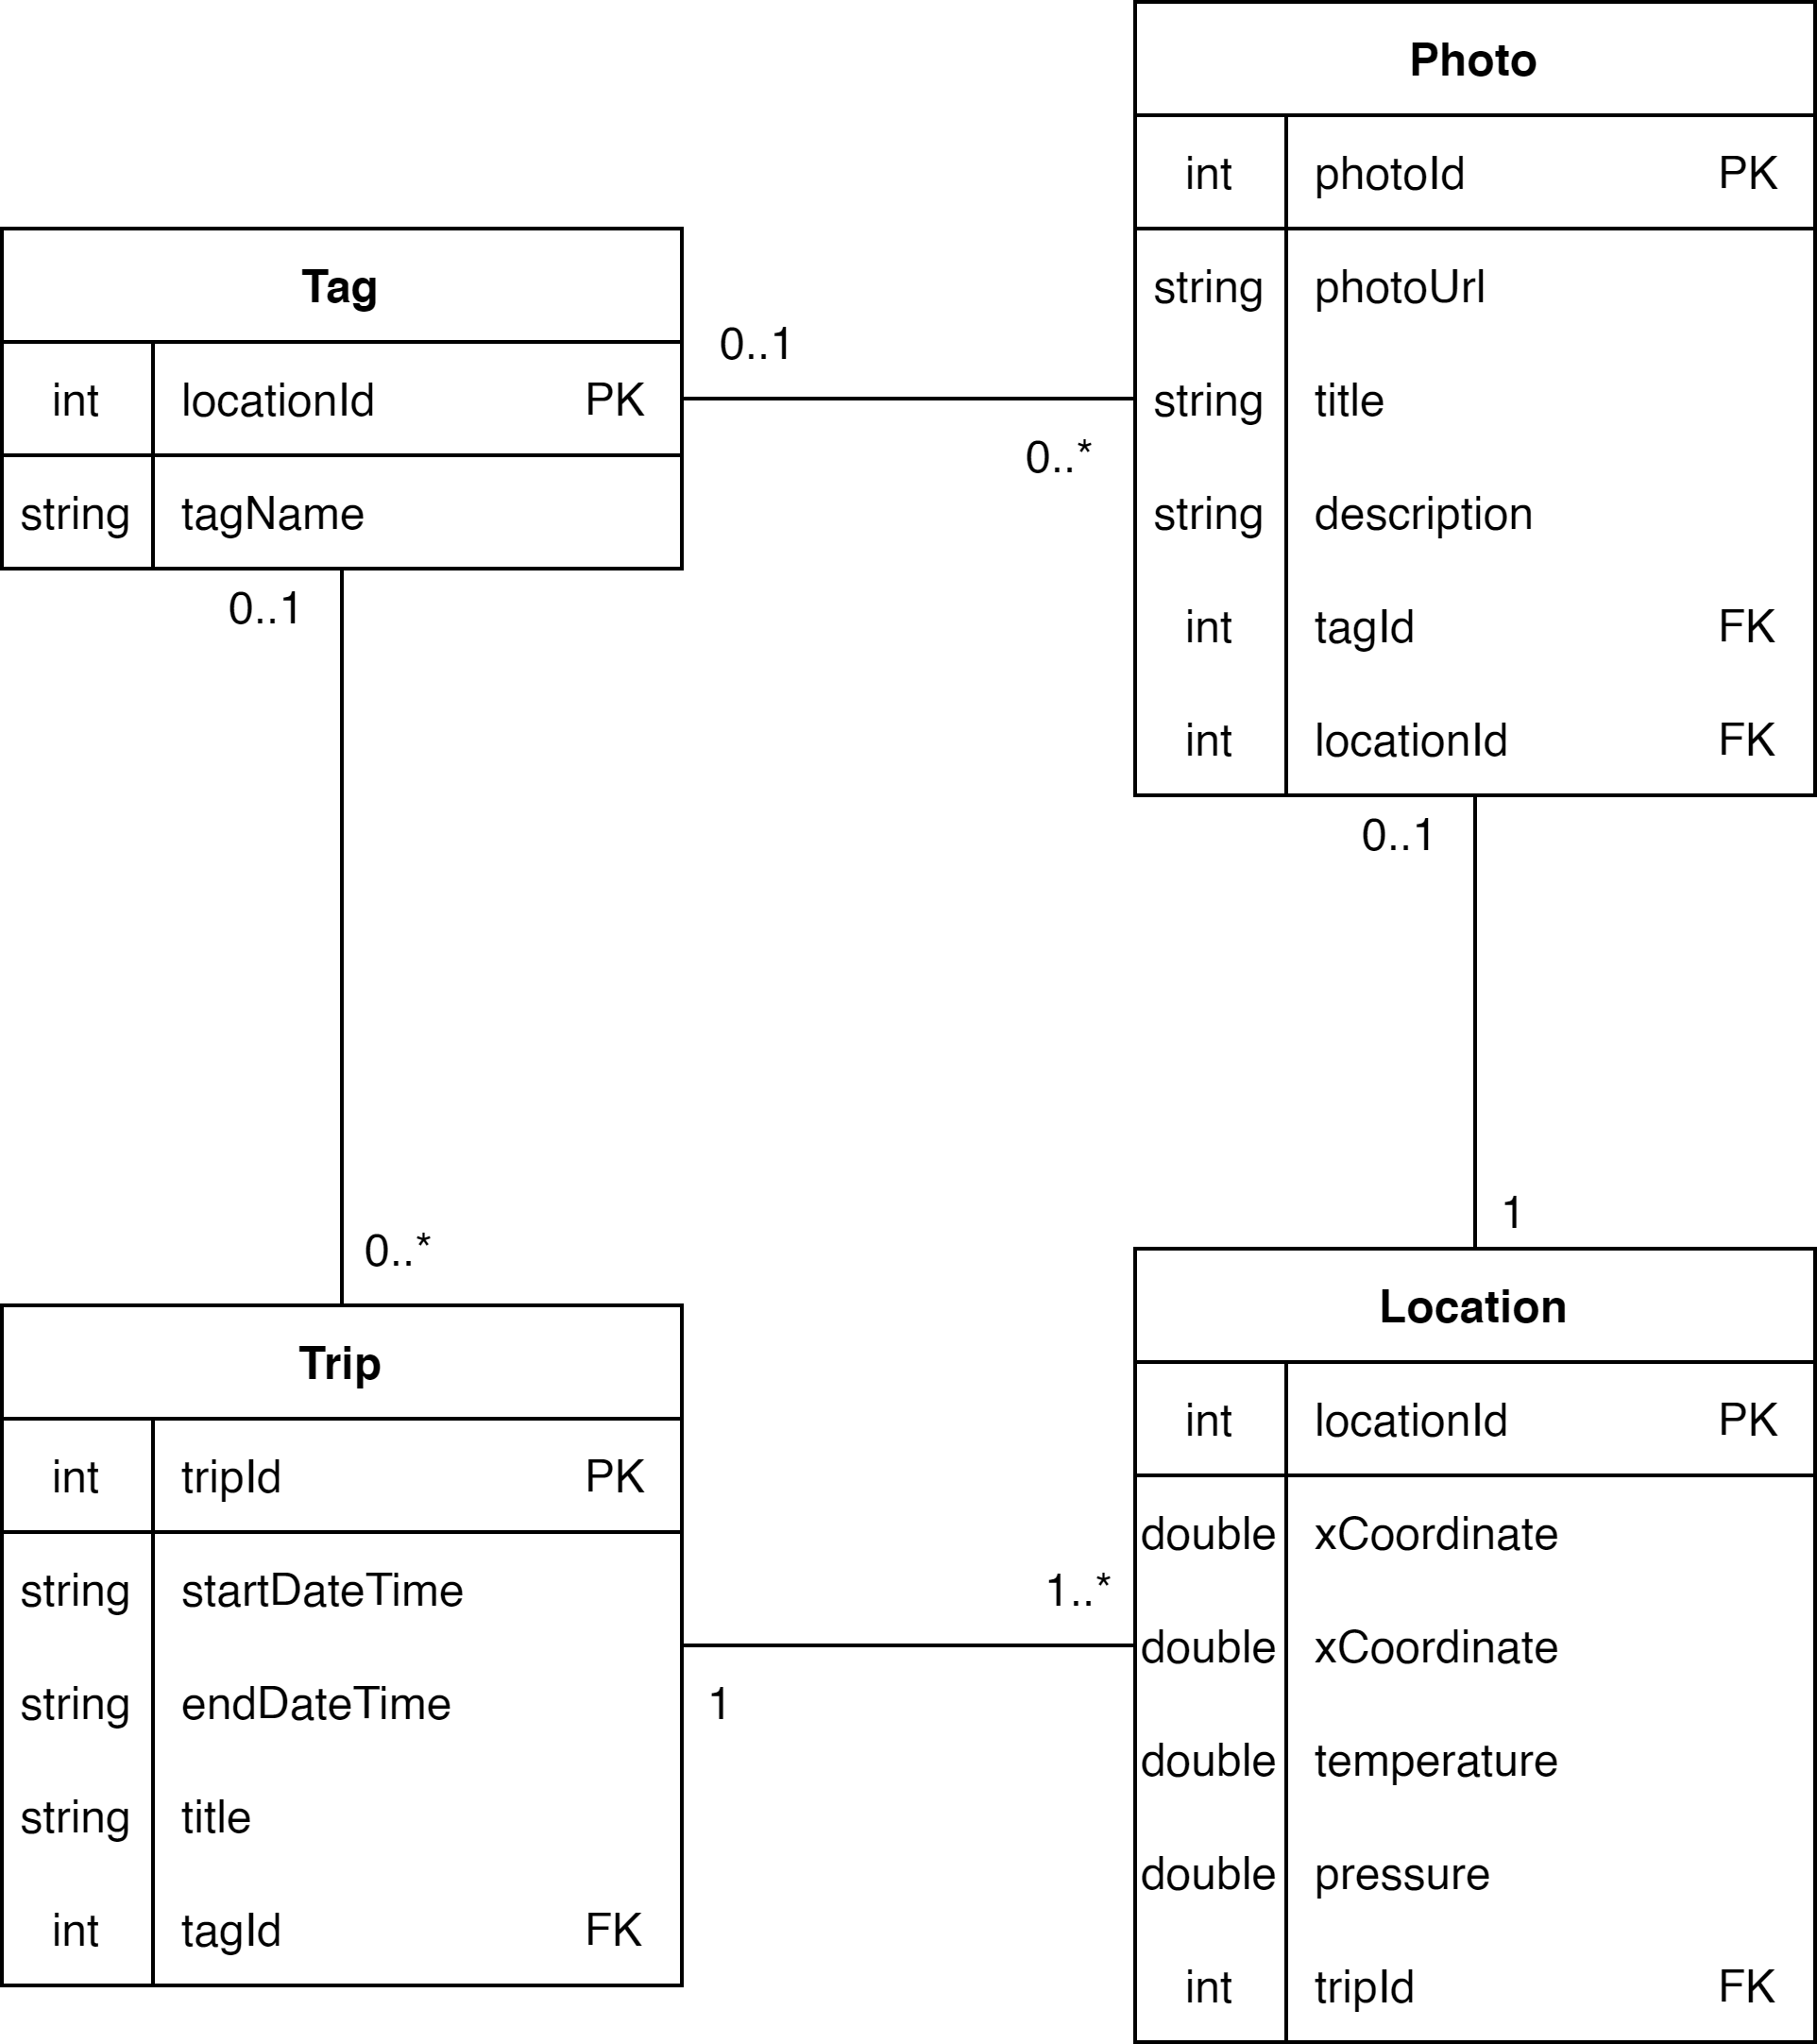 Photo
int photoId PK
string photoUrl
string title
string description
int tagId FK
int locationId FK
Tag
int locationId PK
string tagName
0..1
0..*
0..1
0..*
0..1
1
Trip
int tripId PK
string startDateTime
string endDateTime
string title
int tagId FK
1..*
1
Location
int locationId PK
double xCoordinate
double xCoordinate
double temperature
double pressure
int tripId FK